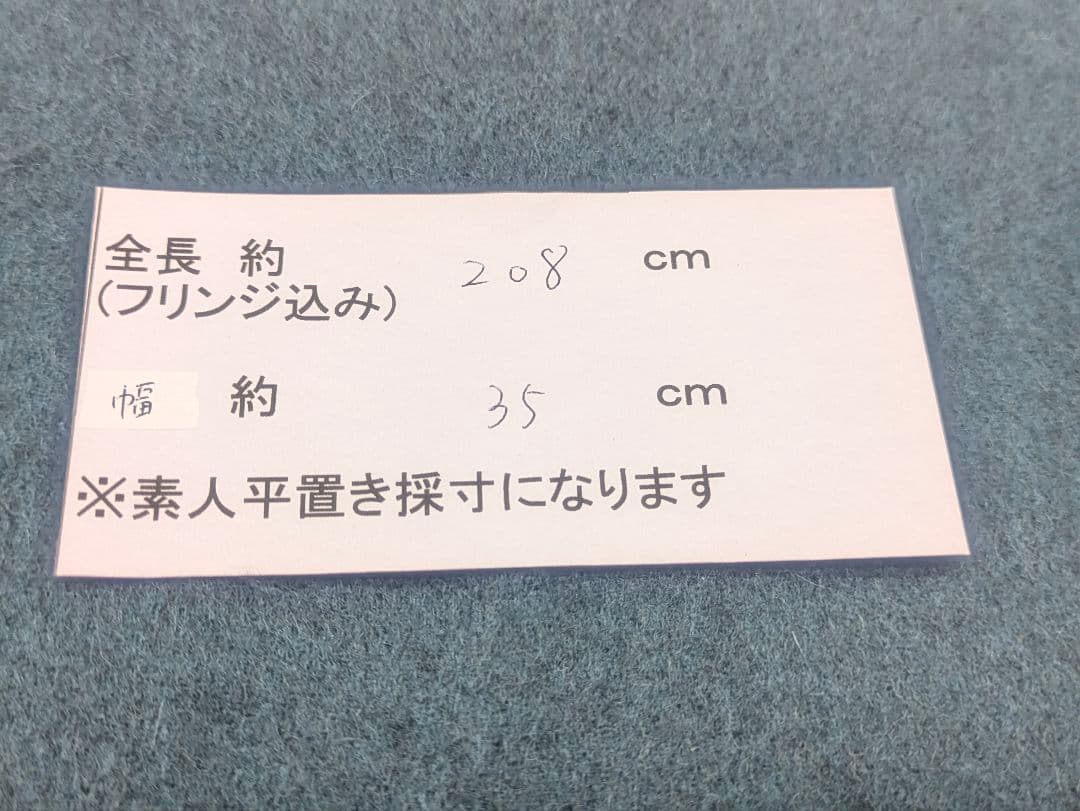 全長　約　208　cm
(フリンジ込み)
幅　約　35　cm
※素人平置き採寸になります